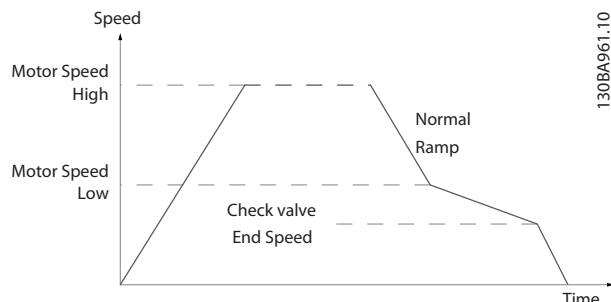 Speed
130BA961.10
Motor Speed
High
Normal
Ramp
Motor Speed
Low
Check valve
End Speed
Time